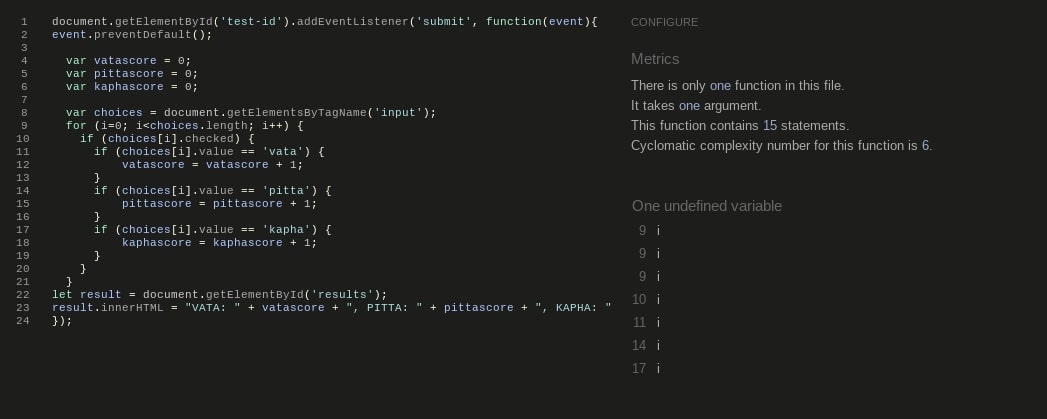 1 document.getElementById('test-id').addEventListener('submit', function(event){
2 event.preventDefault();
3
4 var vatascore = 0;
5 var pittascore = 0;
6 var kaphascore = 0;
7
8 var choices = document.getElementsByTagName('input');
9 for (i=0; i<choices.length; i++) {
10 if (choices[i].checked) {
11 if (choices[i].value == 'vata') {
12 vatascore = vatascore + 1;
13 }
14 if (choices[i].value == 'pitta') {
15 pittascore = pittascore + 1;
16 }
17 if (choices[i].value == 'kapha') {
18 kaphascore = kaphascore + 1;
19 }
20 }
21 }
22 let result = document.getElementById('results');
23 result.innerHTML = "VATA: " + vatascore + ", PITTA: " + pittascore + ", KAPHA: "
24 });
CONFIGURE
Metrics
There is only one function in this file.
It takes one argument.
This function contains 15 statements.
Cyclomatic complexity number for this function is 6.
One undefined variable
9 i
9 i
9 i
10 i
11 i
14 i
17 i